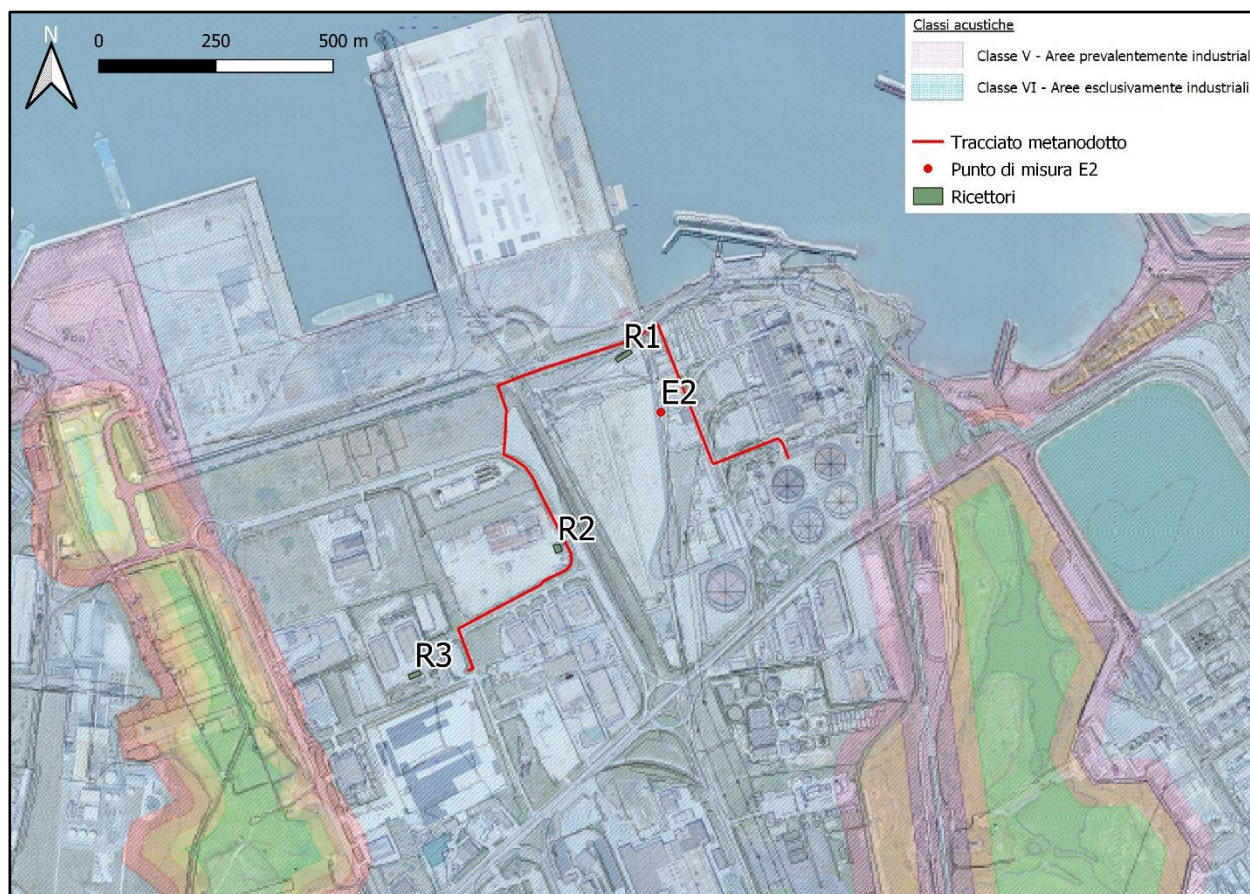 N
0 250 500 m
Classi acustiche
Classe V - Aree prevalentemente industrial
Classe VI - Aree esclusivamente industriali
Tracciato metanodotto
Punto di misura E2
Ricettori
R1
E2
R2
R3